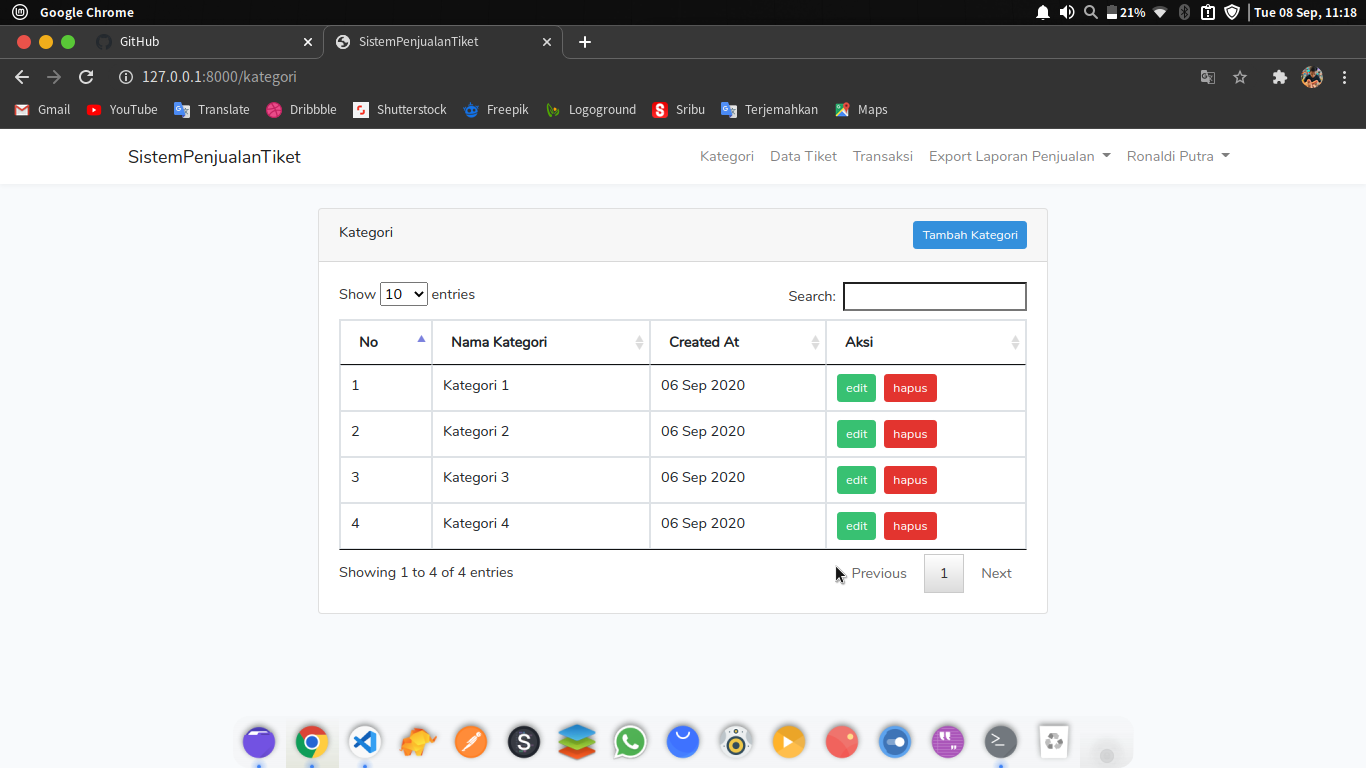 Google Chrome
21%
Tue 08 Sep, 11:18
GitHub
SistemPenjualanTiket
127.0.0.1:8000/kategori
Gmail YouTube Translate Dribbble Shutterstock Freepik Logoground Sribu Terjemahkan Maps
SistemPenjualanTiket
Kategori Data Tiket Transaksi Export Laporan Penjualan Ronaldi Putra
Kategori
Tambah Kategori
Show 10 entries
Search:
No Nama Kategori Created At Aksi
1 Kategori 1 06 Sep 2020 edit hapus
2 Kategori 2 06 Sep 2020 edit hapus
3 Kategori 3 06 Sep 2020 edit hapus
4 Kategori 4 06 Sep 2020 edit hapus
Showing 1 to 4 of 4 entries
Previous 1 Next